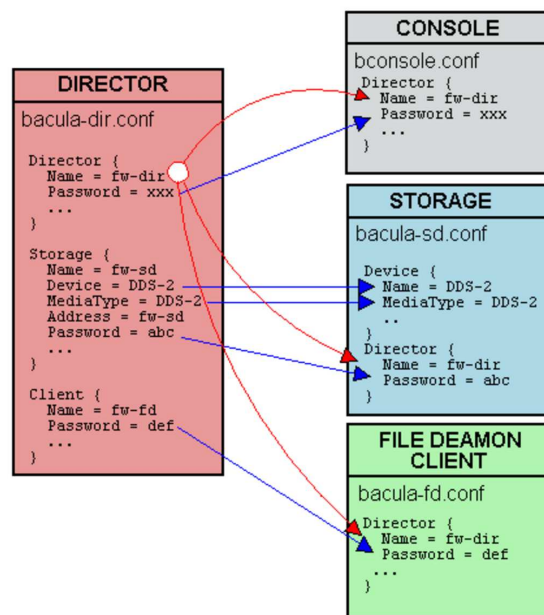 DIRECTOR
bacula-dir.conf
Director {
Name = fw-dir
Password = xxx
...
}
Storage {
Name = fw-sd
Device = DDS-2
MediaType = DDS-2
Address = fw-sd
Password = abc
...
}
Client {
Name = fw-fd
Password = def
...
}
CONSOLE
bconsole.conf
Director {
Name = fw-dir
Password = xxx
...
}
STORAGE
bacula-sd.conf
Device {
Name = DDS-2
MediaType = DDS-2
..
}
Director {
Name = fw-dir
Password = abc
}
FILE DEAMON
CLIENT
bacula-fd.conf
Director {
Name = fw-dir
Password = def
...
}